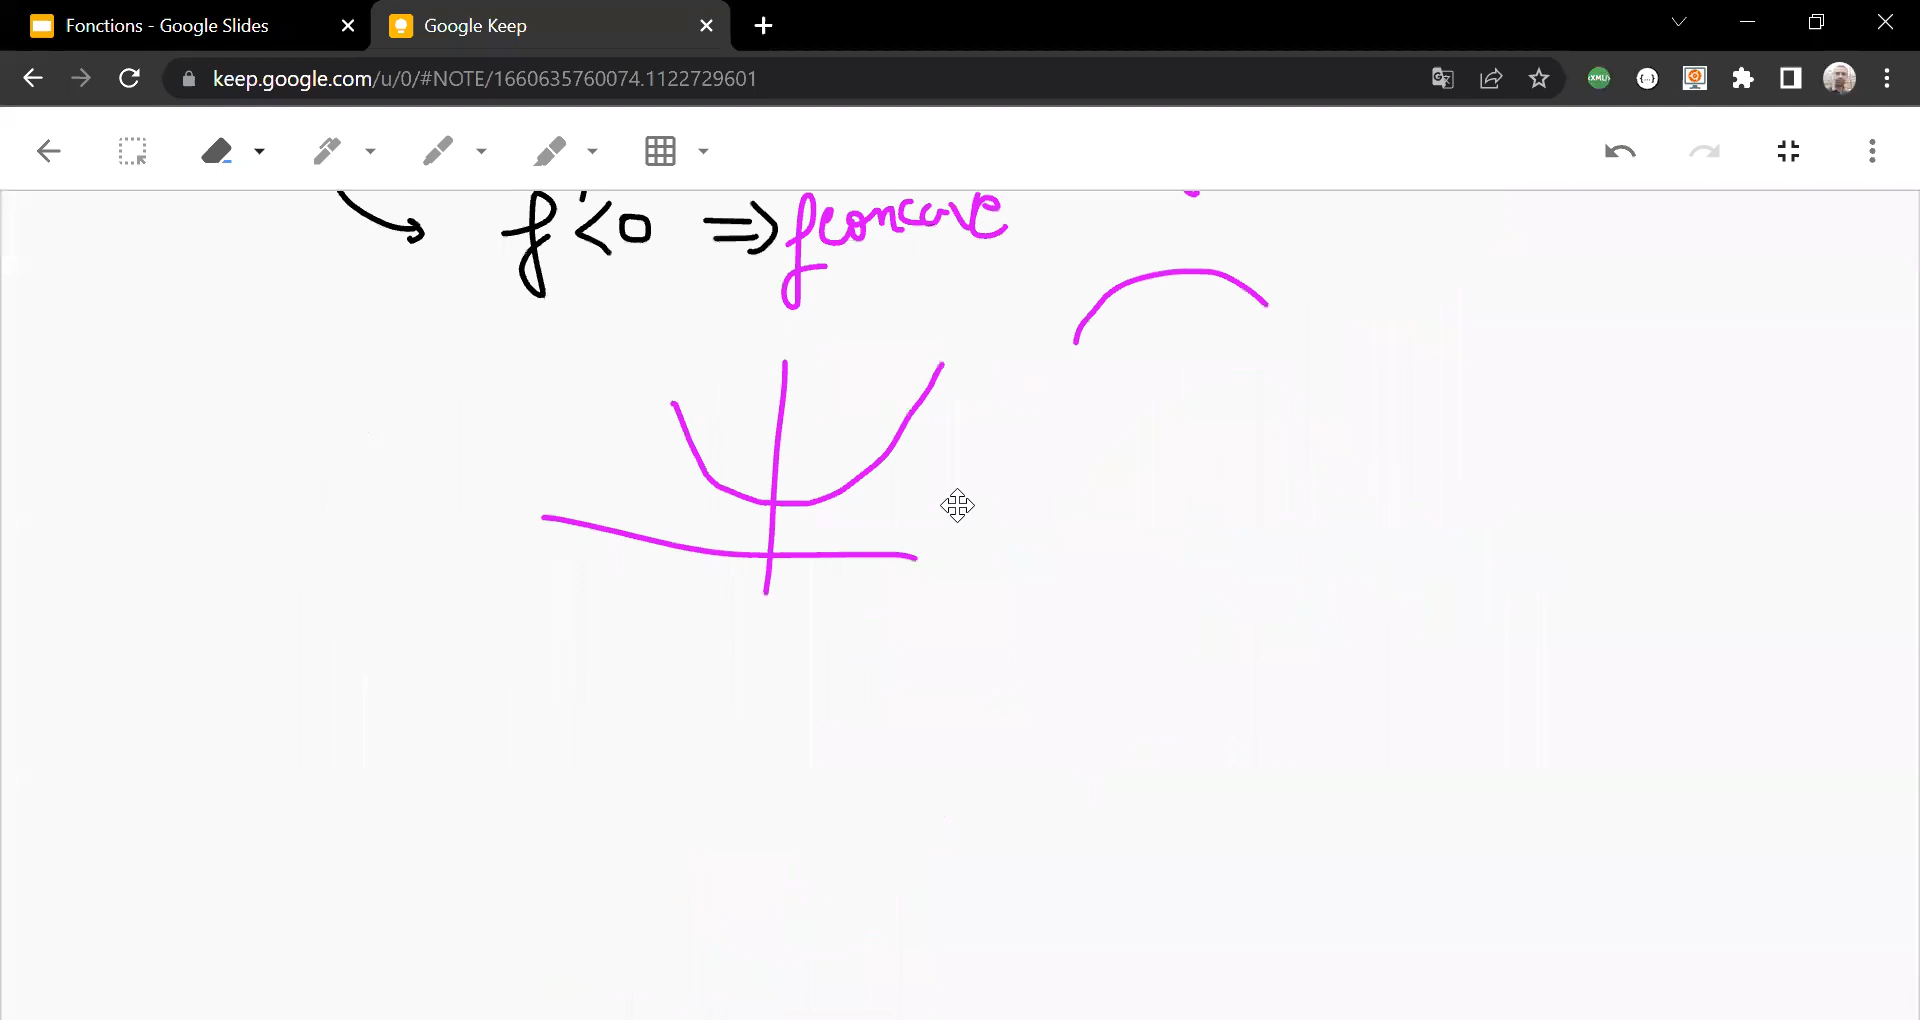 Fonctions - Google Slides
Google Keep
keep.google.com/u/0/#NOTE/1660635760074.1122729601
f'<0 => f concave